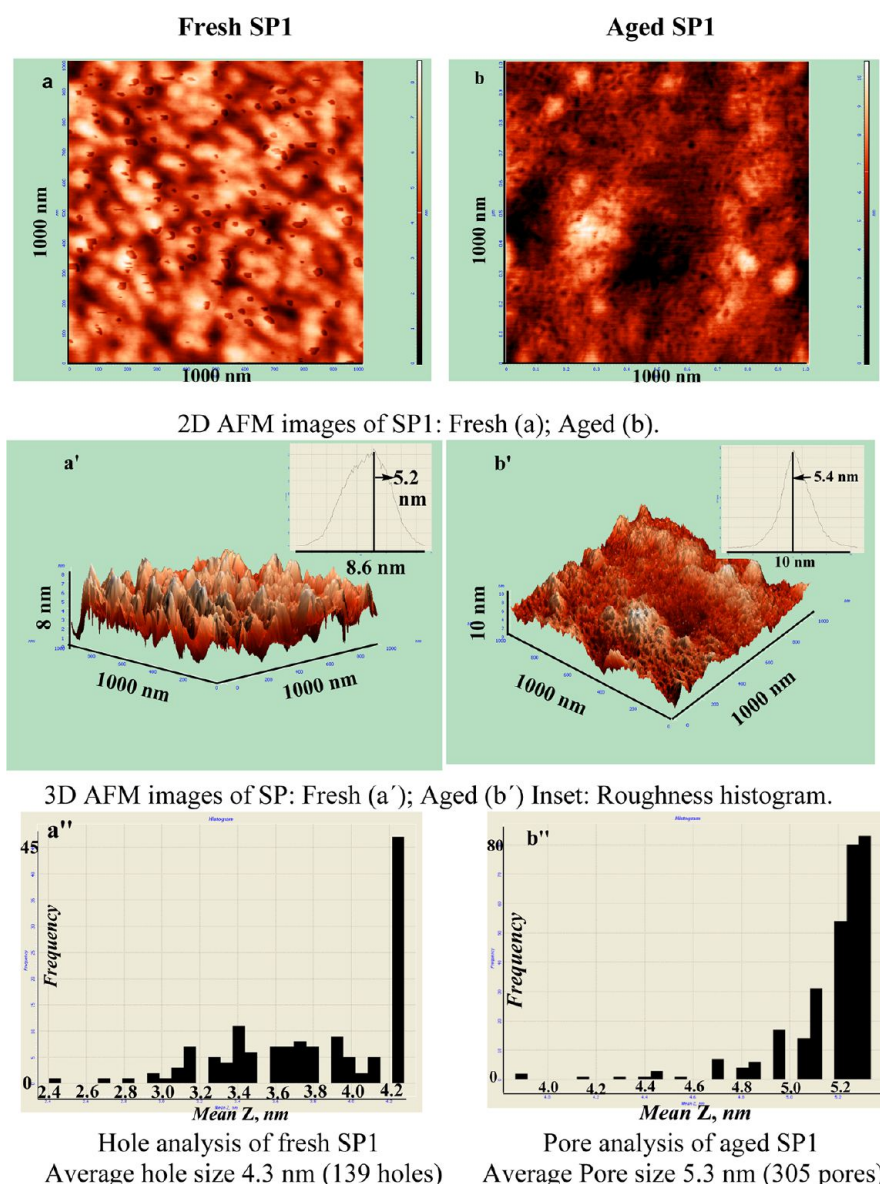 Fresh SP1
Aged SP1
a
1000 nm
1000 nm
b
1000 nm
1000 nm
2D AFM images of SP1: Fresh (a); Aged (b).
a'
5.2
nm
8.6 nm
8 nm
1000 nm
1000 nm
b'
5.4 nm
10 nm
10 nm
1000 nm
1000 nm
3D AFM images of SP: Fresh (a´); Aged (b´) Inset: Roughness histogram.
Histogram
a"
45
Frequency
0
2.4 2.6 2.8 3.0 3.2 3.4 3.6 3.8 4.0 4.2
Mean Z, nm
Histogram
b"
80
Frequency
0
4.0 4.2 4.4 4.6 4.8 5.0 5.2
Mean Z, nm
Hole analysis of fresh SP1
Average hole size 4.3 nm (139 holes)
Pore analysis of aged SP1
Average Pore size 5.3 nm (305 pores)